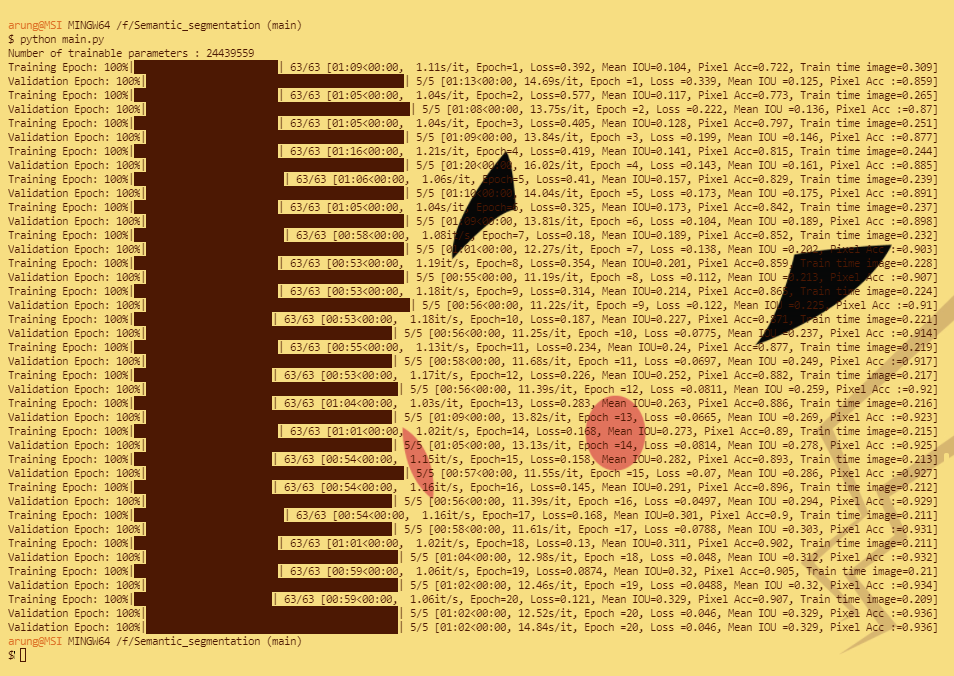 arung@MSI MINGW64 /f/Semantic_segmentation (main)
$ python main.py
Number of trainable parameters : 24439559
Training Epoch: 100%| | 63/63 [01:09<00:00, 1.11s/it, Epoch=1, Loss=0.392, Mean IOU=0.104, Pixel Acc=0.722, Train time image=0.309]
Validation Epoch: 100%| | 5/5 [01:13<00:00, 14.69s/it, Epoch =1, Loss =0.339, Mean IOU =0.125, Pixel Acc :=0.859]
Training Epoch: 100%| | 63/63 [01:05<00:00, 1.04s/it, Epoch=2, Loss=0.577, Mean IOU=0.117, Pixel Acc=0.773, Train time image=0.265]
Validation Epoch: 100%| | 5/5 [01:08<00:00, 13.75s/it, Epoch =2, Loss =0.222, Mean IOU =0.136, Pixel Acc :=0.87]
Training Epoch: 100%| | 63/63 [01:05<00:00, 1.04s/it, Epoch=3, Loss=0.405, Mean IOU=0.128, Pixel Acc=0.797, Train time image=0.251]
Validation Epoch: 100%| | 5/5 [01:09<00:00, 13.84s/it, Epoch =3, Loss =0.199, Mean IOU =0.146, Pixel Acc :=0.877]
Training Epoch: 100%| | 63/63 [01:16<00:00, 1.21s/it, Epoch=4, Loss=0.419, Mean IOU=0.141, Pixel Acc=0.815, Train time image=0.244]
Validation Epoch: 100%| | 5/5 [01:20<00:00, 16.02s/it, Epoch =4, Loss =0.143, Mean IOU =0.161, Pixel Acc :=0.885]
Training Epoch: 100%| | 63/63 [01:06<00:00, 1.06s/it, Epoch=5, Loss=0.41, Mean IOU=0.157, Pixel Acc=0.829, Train time image=0.239]
Validation Epoch: 100%| | 5/5 [01:10<00:00, 14.04s/it, Epoch =5, Loss =0.173, Mean IOU =0.175, Pixel Acc :=0.891]
Training Epoch: 100%| | 63/63 [01:05<00:00, 1.04s/it, Epoch=6, Loss=0.325, Mean IOU=0.173, Pixel Acc=0.842, Train time image=0.237]
Validation Epoch: 100%| | 5/5 [01:09<00:00, 13.81s/it, Epoch =6, Loss =0.104, Mean IOU =0.189, Pixel Acc :=0.898]
Training Epoch: 100%| | 63/63 [00:58<00:00, 1.08it/s, Epoch=7, Loss=0.18, Mean IOU=0.189, Pixel Acc=0.852, Train time image=0.232]
Validation Epoch: 100%| | 5/5 [01:01<00:00, 12.27s/it, Epoch =7, Loss =0.138, Mean IOU =0.202, Pixel Acc :=0.903]
Training Epoch: 100%| | 63/63 [00:53<00:00, 1.19it/s, Epoch=8, Loss=0.354, Mean IOU=0.201, Pixel Acc=0.859, Train time image=0.228]
Validation Epoch: 100%| | 5/5 [00:55<00:00, 11.19s/it, Epoch =8, Loss =0.112, Mean IOU =0.213, Pixel Acc :=0.907]
Training Epoch: 100%| | 63/63 [00:53<00:00, 1.18it/s, Epoch=9, Loss=0.314, Mean IOU=0.214, Pixel Train time image=0.224]
Validation Epoch: 100%| | 5/5 [00:56<00:00, 11.22s/it, Epoch =9, Loss =0.122, Mean IOU =0.225, Pixel Acc :=0.91]
Training Epoch: 100%| | 63/63 [00:53<00:00, 1.18it/s, Epoch=10, Loss=0.187, Mean IOU=0.227, Pixel Acc=0.871, Train time image=0.221]
Validation Epoch: 100%| | 5/5 [00:56<00:00, 11.25s/it, Epoch =10, Loss =0.0775, Mean IOU =0.237, Pixel Acc :=0.914]
Training Epoch: 100%| | 63/63 [00:55<00:00, 1.13it/s, Epoch=11, Loss=0.234, Mean IOU=0.24, Pixel Acc=0.877, Train time image=0.219]
Validation Epoch: 100%| | 5/5 [00:58<00:00, 11.68s/it, Epoch =11, Loss =0.0697, Mean IOU =0.249, Pixel Acc :=0.917]
Training Epoch: 100%| | 63/63 [00:53<00:00, 1.17it/s, Epoch=12, Loss=0.226, Mean IOU=0.252, Pixel Acc=0.882, Train time image=0.217]
Validation Epoch: 100%| | 5/5 [00:56<00:00, 11.39s/it, Epoch =12, Loss =0.0811, Mean IOU =0.259, Pixel Acc :=0.92]
Training Epoch: 100%| | 63/63 [01:04<00:00, 1.03s/it, Epoch=13, Loss=0.283, Mean IOU=0.263, Pixel Acc=0.886, Train time image=0.216]
Validation Epoch: 100%| | 5/5 [01:09<00:00, 13.82s/it, Epoch =13, Loss =0.0665, Mean IOU =0.269, Pixel Acc :=0.923]
Training Epoch: 100%| | 63/63 [01:01<00:00, 1.02it/s, Epoch=14, Loss=0.168, Mean IOU=0.273, Pixel Acc=0.89, Train time image=0.215]
Validation Epoch: 100%| | 5/5 [01:05<00:00, 13.13s/it, Epoch =14, Loss =0.0814, Mean IOU =0.278, Pixel Acc :=0.925]
Training Epoch: 100%| | 63/63 [00:54<00:00, 1.15it/s, Epoch=15, Loss=0.158, Mean IOU=0.282, Pixel Acc=0.893, Train time image=0.213]
Validation Epoch: 100%| | 5/5 [00:57<00:00, 11.55s/it, Epoch =15, Loss =0.07, Mean IOU =0.286, Pixel Acc :=0.927]
Training Epoch: 100%| | 63/63 [00:54<00:00, 1.16it/s, Epoch=16, Loss=0.145, Mean IOU=0.291, Pixel Acc=0.896, Train time image=0.212]
Validation Epoch: 100%| | 5/5 [00:56<00:00, 11.39s/it, Epoch =16, Loss =0.0497, Mean IOU =0.294, Pixel Acc :=0.929]
Training Epoch: 100%| | 63/63 [00:54<00:00, 1.16it/s, Epoch=17, Loss=0.168, Mean IOU=0.301, Pixel Acc=0.9, Train time image=0.211]
Validation Epoch: 100%| | 5/5 [00:58<00:00, 11.61s/it, Epoch =17, Loss =0.0788, Mean IOU =0.303, Pixel Acc :=0.931]
Training Epoch: 100%| | 63/63 [01:01<00:00, 1.02it/s, Epoch=18, Loss=0.13, Mean IOU=0.311, Pixel Acc=0.902, Train time image=0.211]
Validation Epoch: 100%| | 5/5 [01:04<00:00, 12.98s/it, Epoch =18, Loss =0.048, Mean IOU =0.312, Pixel Acc :=0.932]
Training Epoch: 100%| | 63/63 [00:59<00:00, 1.06it/s, Epoch=19, Loss=0.0874, Mean IOU=0.32, Pixel Acc=0.905, Train time image=0.21]
Validation Epoch: 100%| | 5/5 [01:02<00:00, 12.46s/it, Epoch =19, Loss =0.0488, Mean IOU =0.32, Pixel Acc :=0.934]
Training Epoch: 100%| | 63/63 [00:59<00:00, 1.06it/s, Epoch=20, Loss=0.121, Mean IOU=0.329, Pixel Acc=0.907, Train time image=0.209]
Validation Epoch: 100%| | 5/5 [01:02<00:00, 12.52s/it, Epoch =20, Loss =0.046, Mean IOU =0.329, Pixel Acc :=0.936]
Validation Epoch: 100%| | 5/5 [01:02<00:00, 14.84s/it, Epoch =20, Loss =0.046, Mean IOU =0.329, Pixel Acc :=0.936]
arung@MSI MINGW64 /f/Semantic_segmentation (main)
$